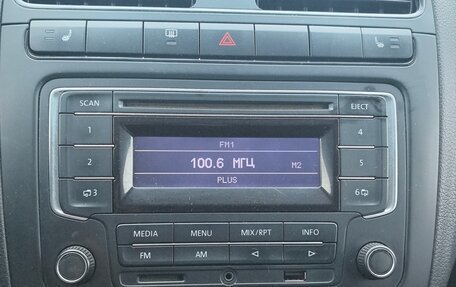 SCAN
EJECT
1
4
2
5
3
6
FM1
100.6 МГЦ M2
PLUS
MEDIA MENU MIX/RPT INFO
FM AM